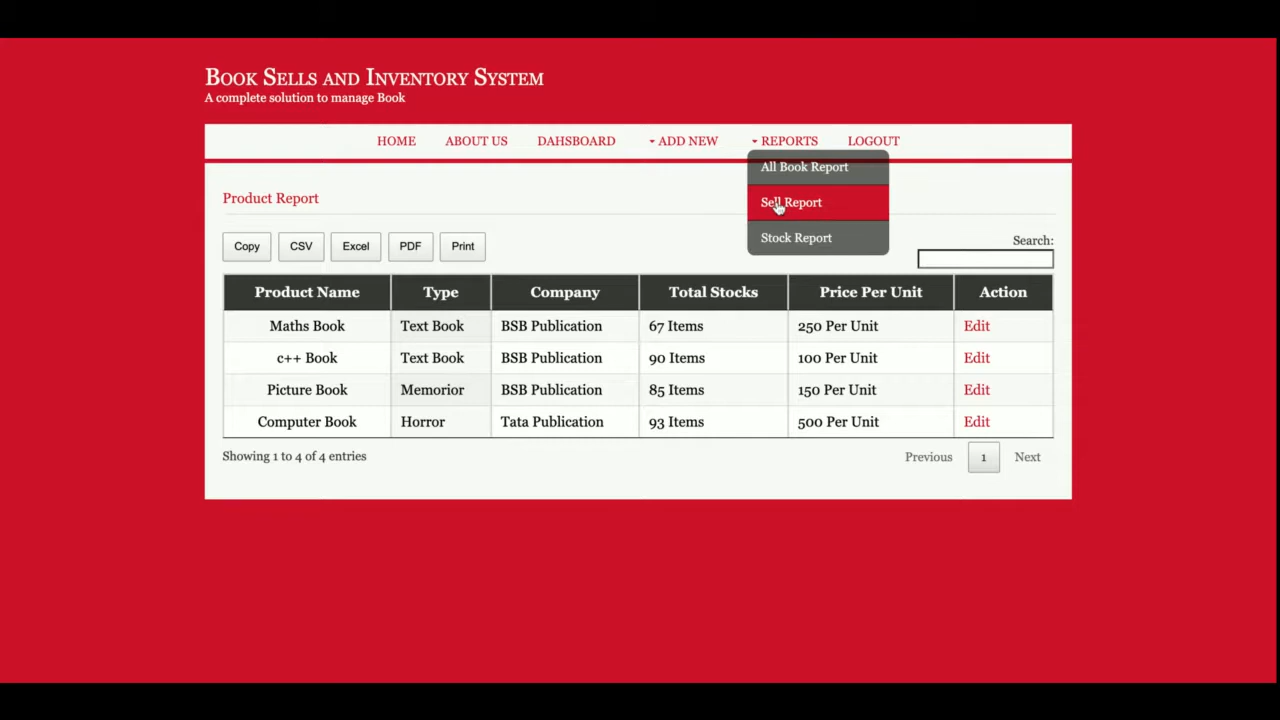 Book Sells and Inventory System
A complete solution to manage Book
HOME ABOUT US DAHSBOARD ADD NEW REPORTS LOGOUT
All Book Report
Sell Report
Stock Report
Product Report
Copy CSV Excel PDF Print
Search:
Product Name Type Company Total Stocks Price Per Unit Action
Maths Book Text Book BSB Publication 67 Items 250 Per Unit Edit
c++ Book Text Book BSB Publication 90 Items 100 Per Unit Edit
Picture Book Memorior BSB Publication 85 Items 150 Per Unit Edit
Computer Book Horror Tata Publication 93 Items 500 Per Unit Edit
Showing 1 to 4 of 4 entries
Previous 1 Next